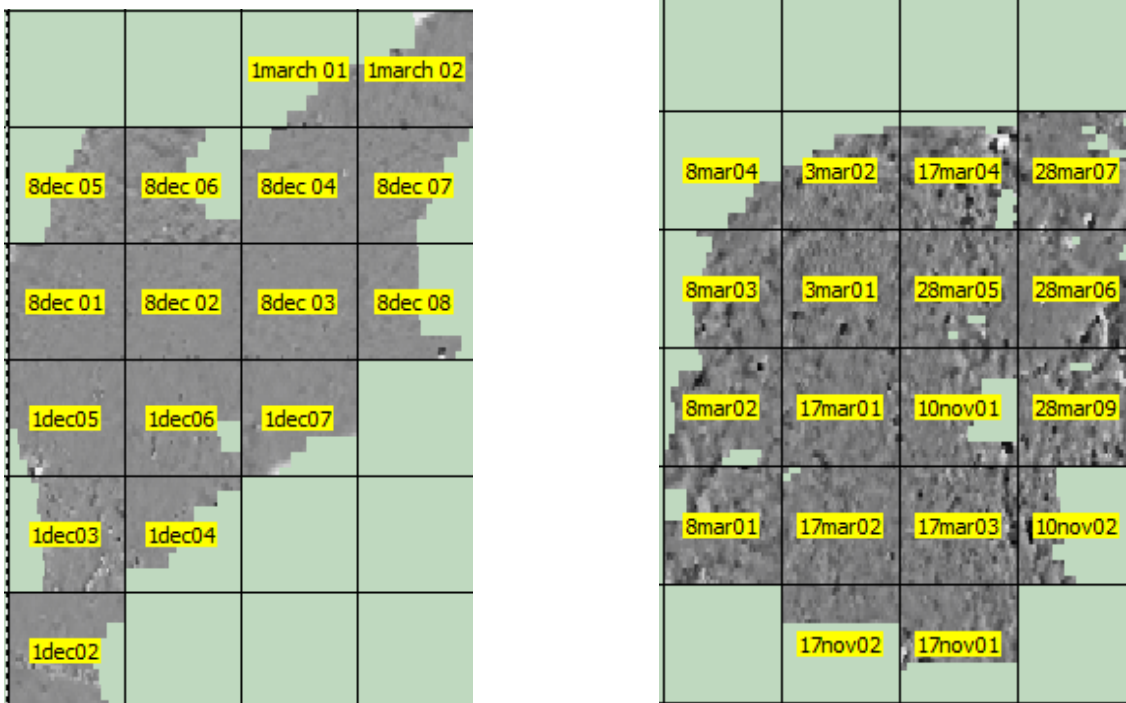 1march 01 1march 02
8dec 05 8dec 06 8dec 04 8dec 07
8dec 01 8dec 02 8dec 03 8dec 08
1dec05 1dec06 1dec07
1dec03 1dec04
1dec02
8mar04 3mar02 17mar04 28mar07
8mar03 3mar01 28mar05 28mar06
8mar02 17mar01 10nov01 28mar09
8mar01 17mar02 17mar03 10nov02
17nov02 17nov01